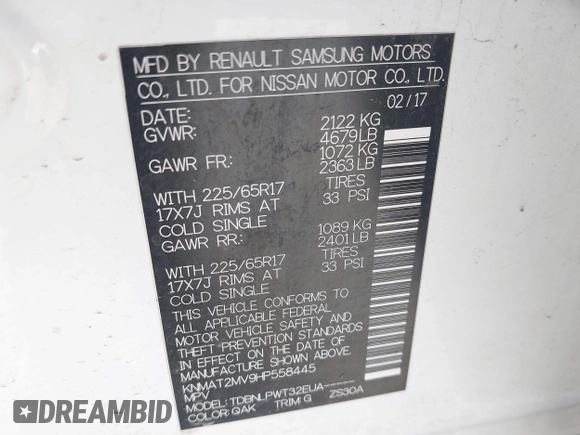 MFD BY RENAULT SAMSUNG MOTORS
CO., LTD. FOR NISSAN MOTOR CO., LTD.
DATE: 02/17
GVWR: 2122 KG
4679 LB
GAWR FR: 1072 KG
2363 LB
WITH 225/65R17 TIRES
17X7J RIMS AT 33 PSI
COLD SINGLE
GAWR RR: 1089 KG
2401 LB
WITH 225/65R17 TIRES
17X7J RIMS AT 33 PSI
COLD SINGLE
THIS VEHICLE CONFORMS TO
ALL APPLICABLE FEDERAL
MOTOR VEHICLE SAFETY AND
THEFT PREVENTION STANDARDS
IN EFFECT ON THE DATE OF
MANUFACTURE SHOWN ABOVE.
KNMAT2MV9HP558445
MPV
MODEL: TDBNLPWT32EUA-----
COLOR: QAK TRIM: G ZS30A
DREAMBID
DREAMBID